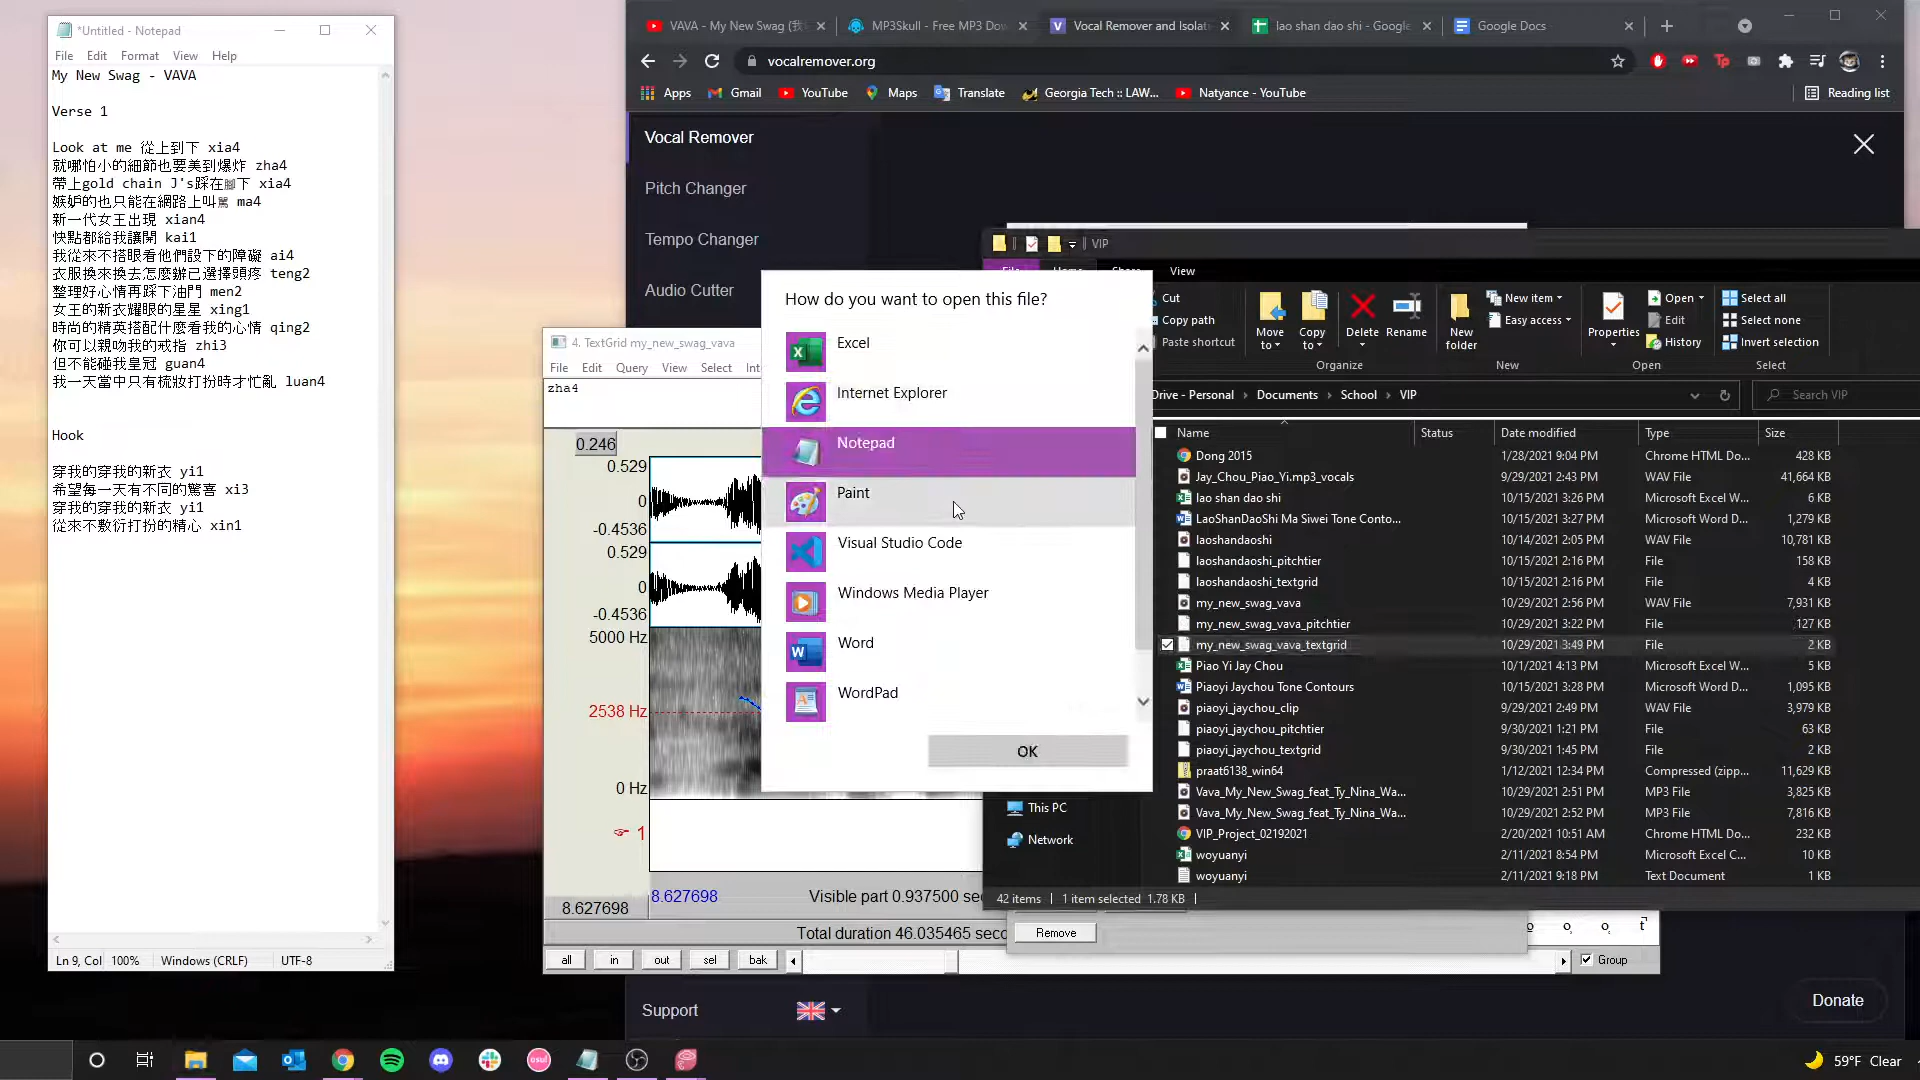 *Untitled - Notepad
File Edit Format View Help
My New Swag - VAVA
Verse 1
Look at me 從上到下 xia4
就哪怕小的細節也要美到爆炸 zha4
帶上gold chain J's踩在腳下 xia4
嫉妒的也只能在網路上叫罵 ma4
新一代女王出現 xian4
快點都給我讓開 kai1
我從來不搭眼看他們設下的障礙 ai4
衣服換來換去怎麼辦已選擇頭疼 teng2
整理好心情再踩下油門 men2
女王的新衣耀眼的星星 xing1
時尚的精英搭配什麼看我的心情 qing2
你可以親吻我的戒指 zhi3
但不能碰我皇冠 guan4
我一天當中只有梳妝打扮時才忙亂 luan4
Hook
穿我的穿我的新衣 yi1
希望每一天有不同的驚喜 xi3
穿我的穿我的新衣 yi1
從來不敷衍打扮的精心 xin1
Ln 9, Col 100% Windows (CRLF) UTF-8
VAVA - My New Swag (我
MP3Skull - Free MP3 Dow
Vocal Remover and Isolat
lao shan dao shi - Google
Google Docs
vocalremover.org
Apps Gmail YouTube Maps Translate Georgia Tech :: LAW... Natyance - YouTube Reading list
Vocal Remover
Pitch Changer
Tempo Changer
Audio Cutter
Support
Donate
4. TextGrid my_new_swag_vava
File Edit Query View Select Int
zha4
0.246
0.529
0
-0.4536
0.529
0
-0.4536
5000 Hz
2538 Hz
0 Hz
1
8.627698
8.627698 Visible part 0.937500 sec
Total duration 46.035465 seco
all in out sel bak
Group
Remove
How do you want to open this file?
Excel
Internet Explorer
Notepad
Paint
Visual Studio Code
Windows Media Player
Word
WordPad
OK
VIP
File Home Share View
Cut
Copy path
Paste shortcut
Move to
Copy to
Delete
Rename
New folder
New item
Easy access
Properties
Open
Edit
History
Select all
Select none
Invert selection
Organize New Open Select
Drive - Personal › Documents › School › VIP
Search VIP
Name Status Date modified Type Size
Dong 2015 1/28/2021 9:04 PM Chrome HTML Do... 428 KB
Jay_Chou_Piao_Yi.mp3_vocals 9/29/2021 2:43 PM WAV File 41,664 KB
lao shan dao shi 10/15/2021 3:26 PM Microsoft Excel W... 6 KB
LaoShanDaoShi Ma Siwei Tone Conto... 10/15/2021 3:27 PM Microsoft Word D... 1,279 KB
laoshandaoshi 10/14/2021 2:05 PM WAV File 10,781 KB
laoshandaoshi_pitchtier 10/15/2021 2:16 PM File 158 KB
laoshandaoshi_textgrid 10/15/2021 2:16 PM File 4 KB
my_new_swag_vava 10/29/2021 2:56 PM WAV File 7,931 KB
my_new_swag_vava_pitchtier 10/29/2021 3:22 PM File 127 KB
my_new_swag_vava_textgrid 10/29/2021 3:49 PM File 2 KB
Piao Yi Jay Chou 10/1/2021 4:13 PM Microsoft Excel W... 5 KB
Piaoyi Jaychou Tone Contours 10/15/2021 3:28 PM Microsoft Word D... 1,095 KB
piaoyi_jaychou_clip 9/29/2021 2:49 PM WAV File 3,979 KB
piaoyi_jaychou_pitchtier 9/30/2021 1:21 PM File 63 KB
piaoyi_jaychou_textgrid 9/30/2021 1:45 PM File 2 KB
praat6138_win64 1/12/2021 12:34 PM Compressed (zipp... 11,629 KB
Vava_My_New_Swag_feat_Ty_Nina_Wa... 10/29/2021 2:51 PM MP3 File 3,825 KB
Vava_My_New_Swag_feat_Ty_Nina_Wa... 10/29/2021 2:52 PM MP3 File 7,816 KB
VIP_Project_02192021 2/20/2021 10:51 AM Chrome HTML Do... 232 KB
woyuanyi 2/11/2021 8:54 PM Microsoft Excel C... 10 KB
woyuanyi 2/11/2021 9:18 PM Text Document 1 KB
This PC
Network
42 items 1 item selected 1.78 KB
osu!
59°F Clear